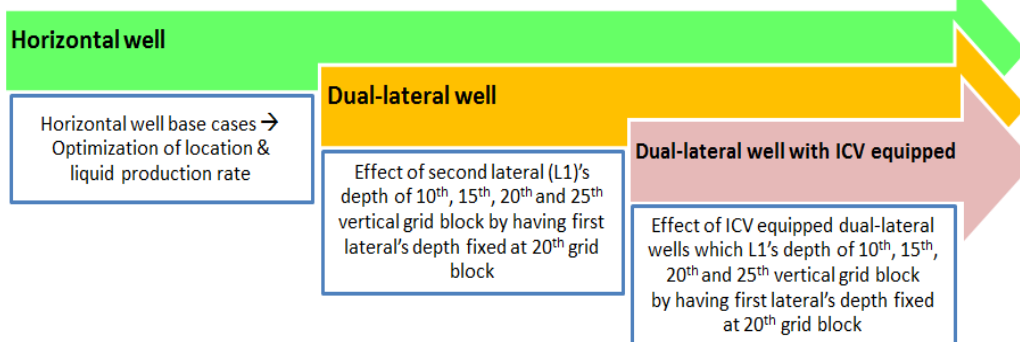 Horizontal well
Horizontal well base cases →
Optimization of location &
liquid production rate
Dual-lateral well
Effect of second lateral (L1)'s
depth of 10th, 15th, 20th and 25th
vertical grid block by having first
lateral's depth fixed at 20th grid
block
Dual-lateral well with ICV equipped
Effect of ICV equipped dual-lateral
wells which L1's depth of 10th, 15th,
20th and 25th vertical grid block
by having first lateral's depth fixed
at 20th grid block